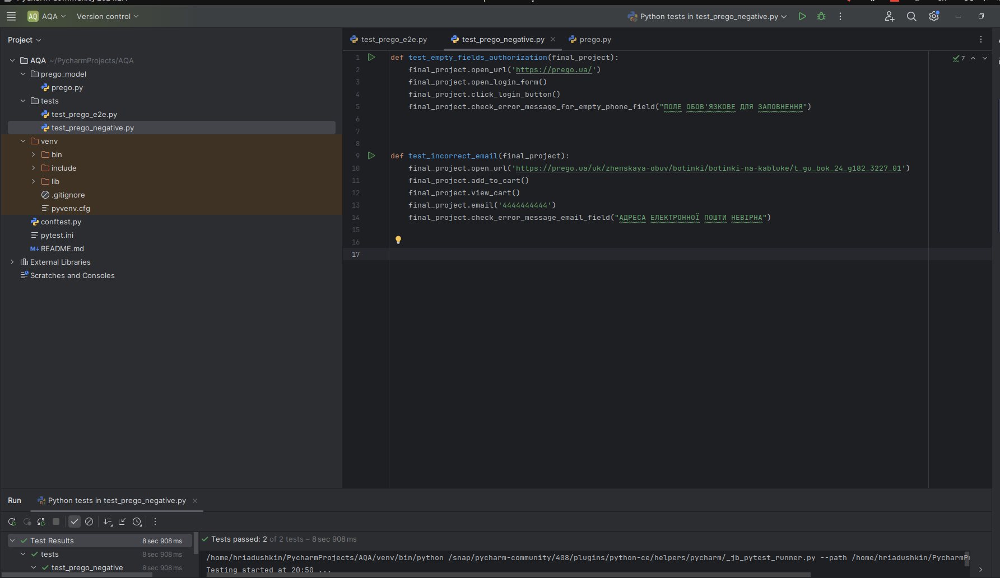 AQ AQA Version control Python tests in test_prego_negative.py
Project
test_prego_e2e.py test_prego_negative.py prego.py
AQA ~/PycharmProjects/AQA
prego_model
prego.py
tests
test_prego_e2e.py
test_prego_negative.py
venv
bin
include
lib
.gitignore
pyvenv.cfg
conftest.py
pytest.ini
M↓ README.md
External Libraries
Scratches and Consoles
7
1 def test_empty_fields_authorization(final_project):
2 final_project.open_url('https://prego.ua/')
3 final_project.open_login_form()
4 final_project.click_login_button()
5 final_project.check_error_message_for_empty_phone_field("ПОЛЕ ОБОВ'ЯЗКОВЕ ДЛЯ ЗАПОВНЕННЯ")
6
7
8
9 def test_incorrect_email(final_project):
10 final_project.open_url('https://prego.ua/uk/zhenskaya-obuv/botinki/botinki-na-kabluke/t_gu_bok_24_g182_3227_01')
11 final_project.add_to_cart()
12 final_project.view_cart()
13 final_project.email('4444444444')
14 final_project.check_error_message_email_field("АДРЕСА ЕЛЕКТРОННОЇ ПОШТИ НЕВІРНА")
15
16
17
Run Python tests in test_prego_negative.py
Test Results 8 sec 908 ms
tests 8 sec 908 ms
test_prego_negative 8 sec 908 ms
Tests passed: 2 of 2 tests – 8 sec 908 ms
/home/hriadushkin/PycharmProjects/AQA/venv/bin/python /snap/pycharm-community/408/plugins/python-ce/helpers/pycharm/_jb_pytest_runner.py --path /home/hriadushkin/PycharmPr
Testing started at 20:50 ...